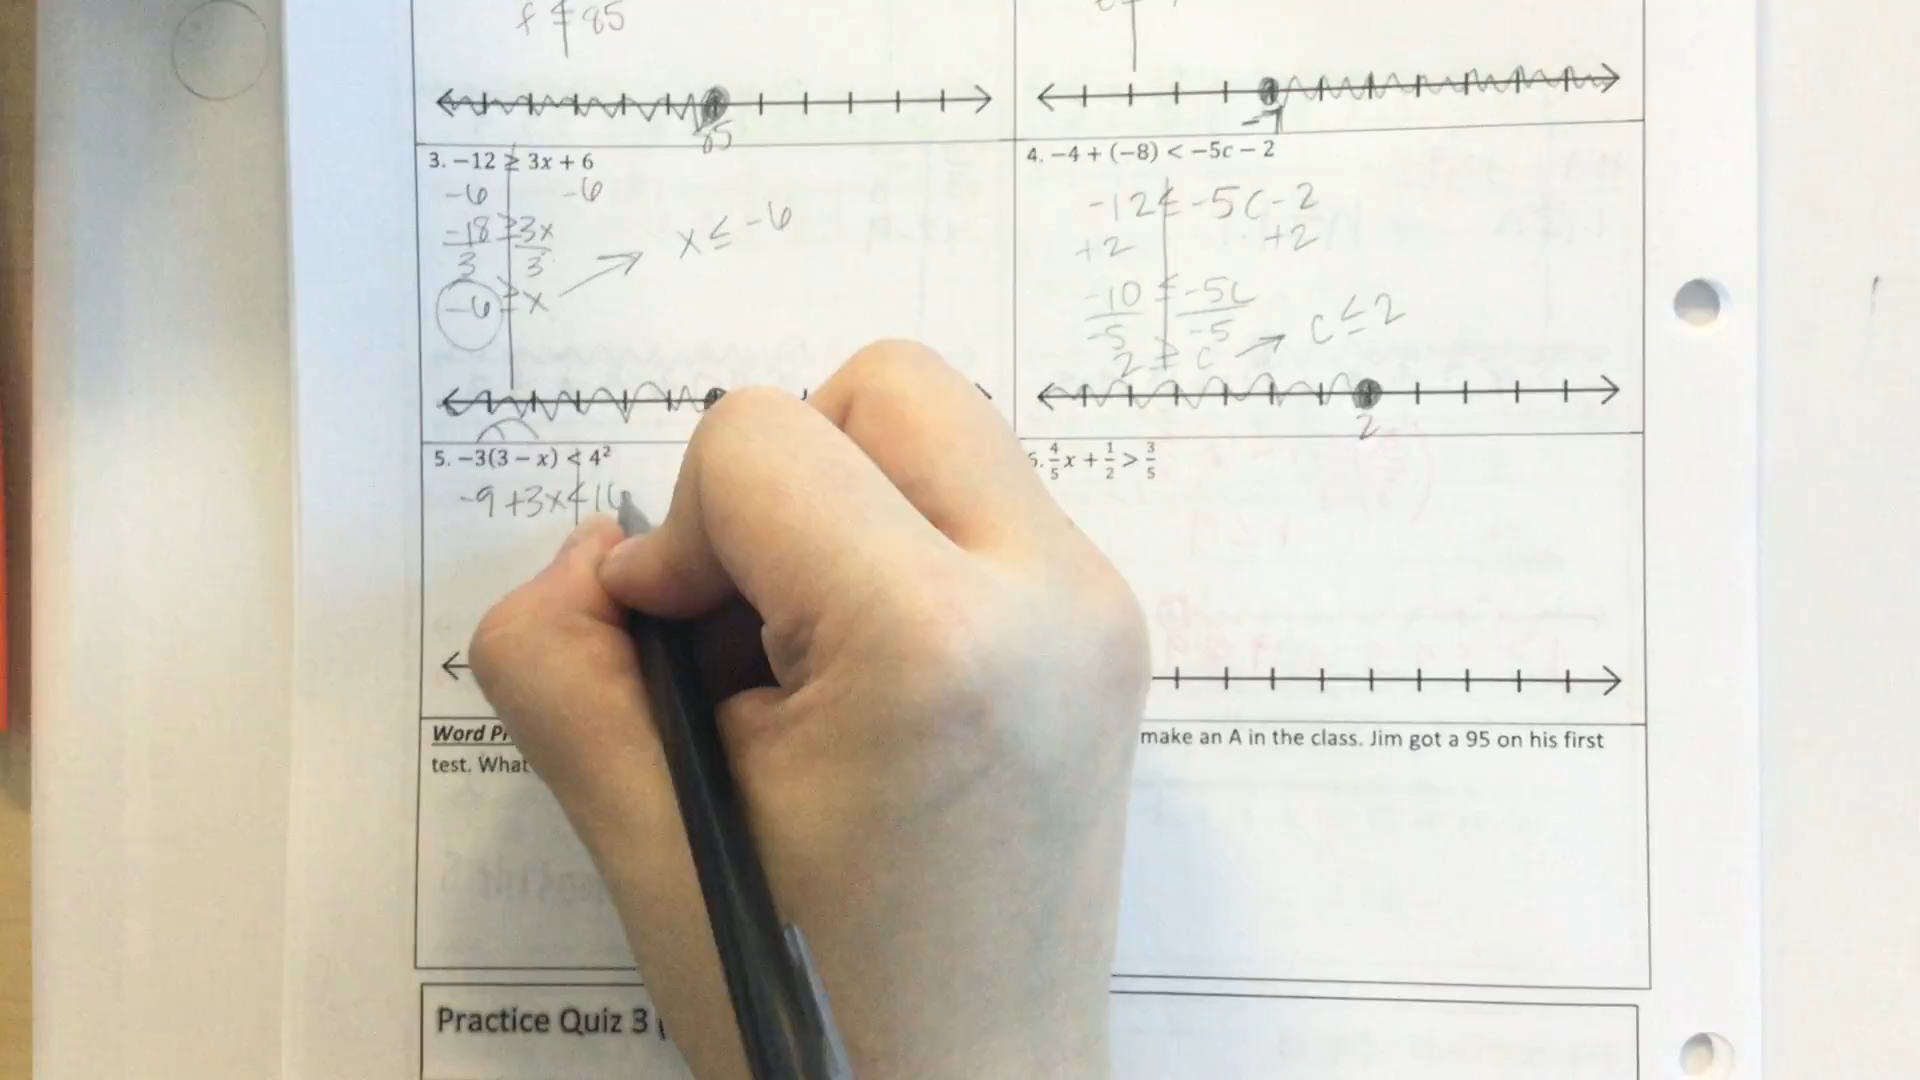 f ≤ 85
85
-1
3. −12 ≥ 3x + 6
-6 -6
-18 ≥ 3x
3 3
-6 ≥ x
x ≤ -6
4. −4 + (−8) < −5c − 2
-12 ≤ -5c-2
+2 +2
-10 ≤ -5c
-5 -5
2 ≥ c
c ≤ 2
2
5. −3(3 − x) < 4²
-9+3x<16
4/5 x + 1/2 > 3/5
make an A in the class. Jim got a 95 on his first
test. What
Practice Quiz 3